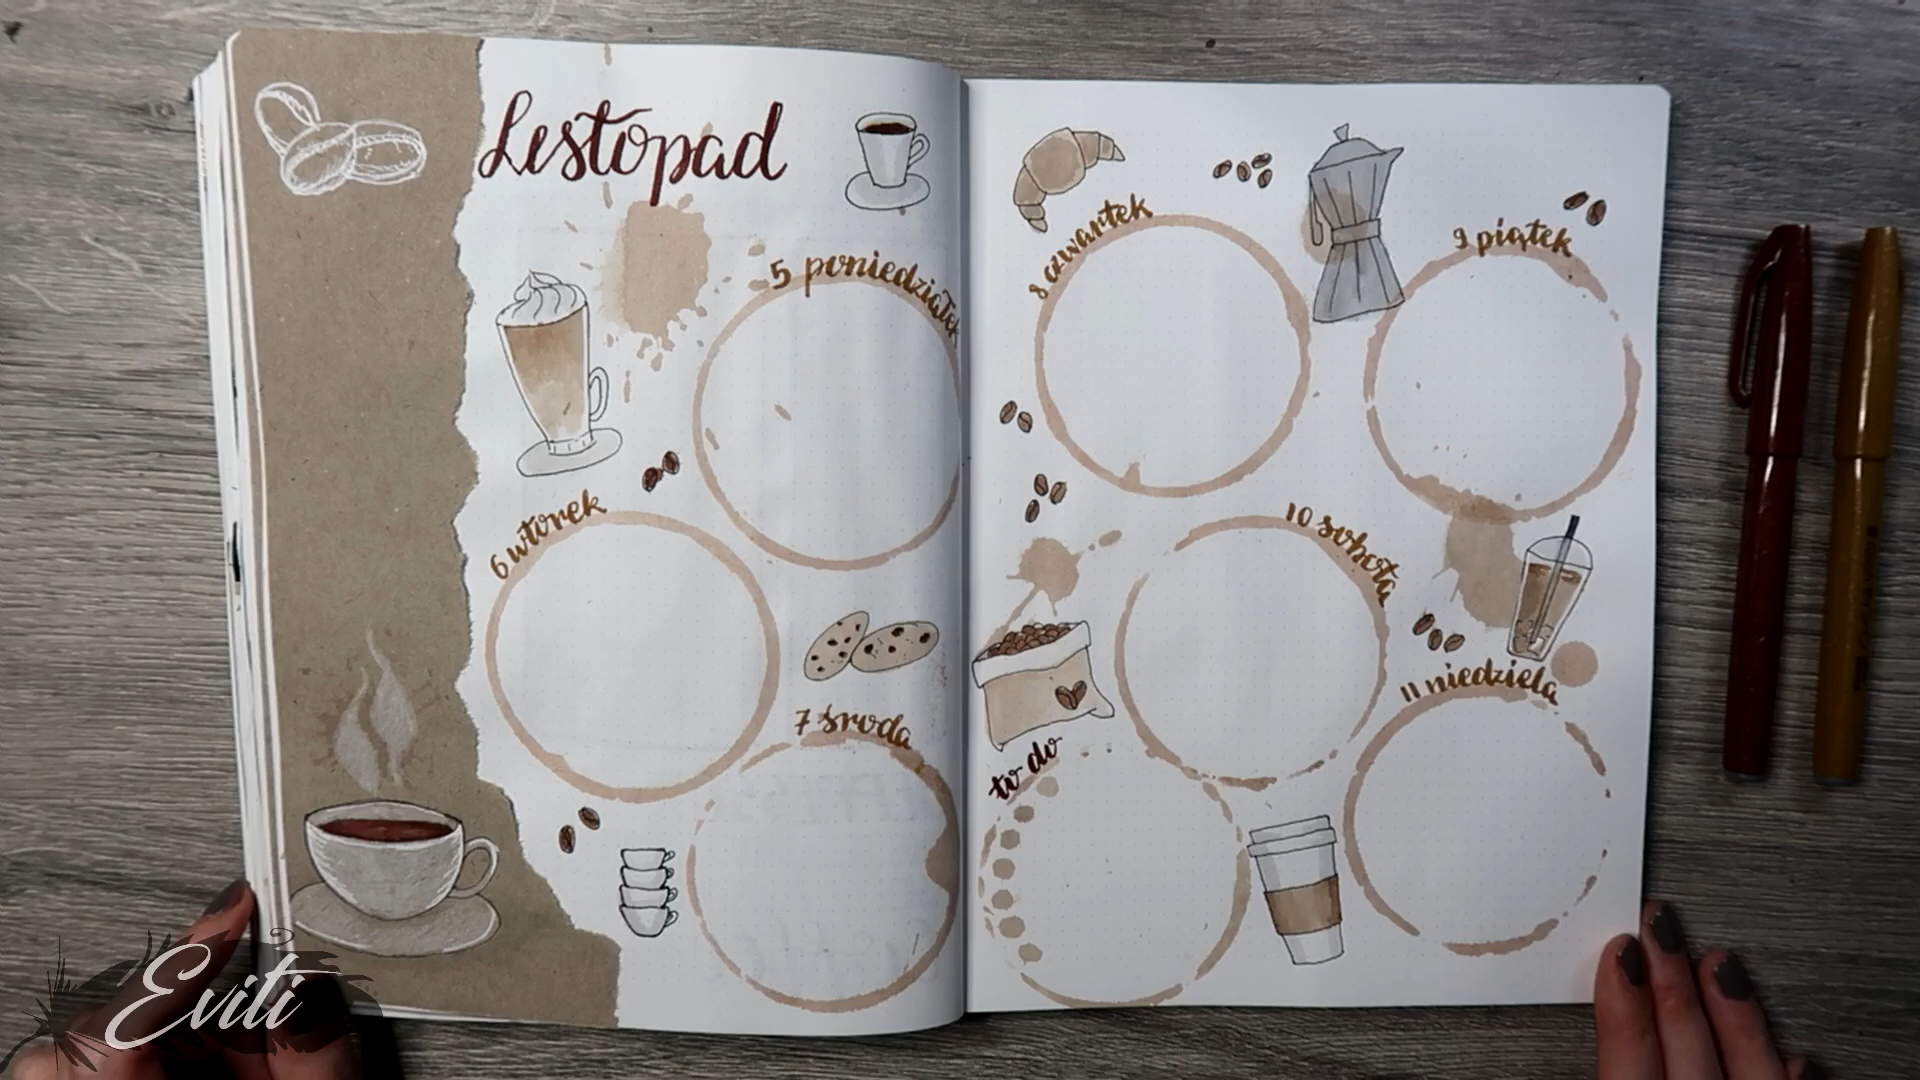 Listopad
5 poniedziałek
6 wtorek
7 środa
8 czwartek
9 piątek
10 sobota
11 niedziela
to do
Eviti